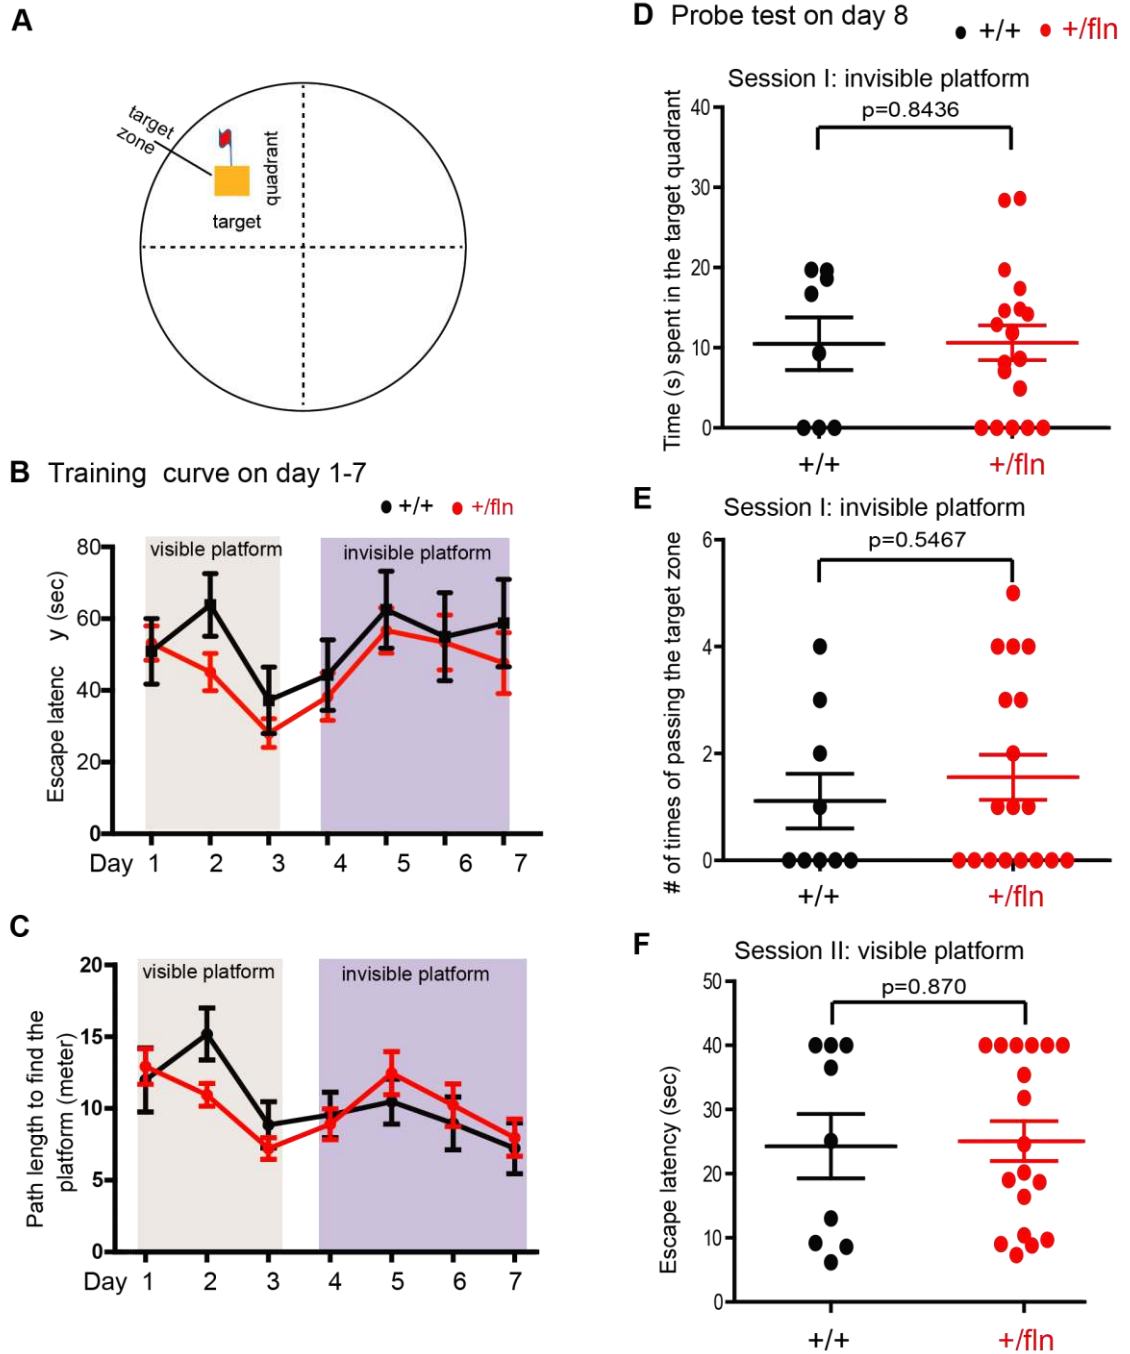 A
target
zone
quadrant
target
B Training curve on day 1-7
+/+ +/fln
visible platform
invisible platform
Escape latenc y (sec)
80
60
40
20
0
Day 1 2 3 4 5 6 7
C
visible platform
invisible platform
Path length to find the
platform (meter)
20
15
10
5
0
Day 1 2 3 4 5 6 7
D Probe test on day 8
+/+ +/fln
Session I: invisible platform
p=0.8436
Time (s) spent in the target quadrant
40
30
20
10
0
+/+ +/fln
E
Session I: invisible platform
p=0.5467
# of times of passing the target zone
6
4
2
0
+/+ +/fln
F
Session II: visible platform
p=0.870
Escape latency (sec)
50
40
30
20
10
0
+/+ +/fln